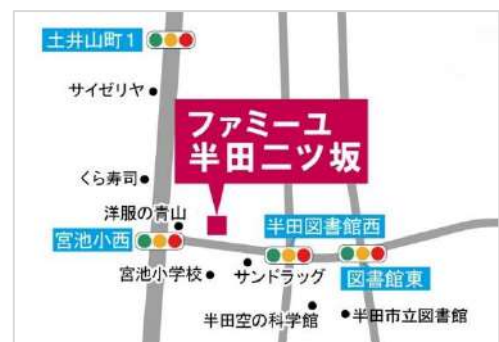 土井山町1
サイゼリヤ
ファミーユ
半田二ツ坂
くら寿司
洋服の青山
宮池小西
半田図書館西
宮池小学校
サンドラッグ
図書館東
半田空の科学館
半田市立図書館